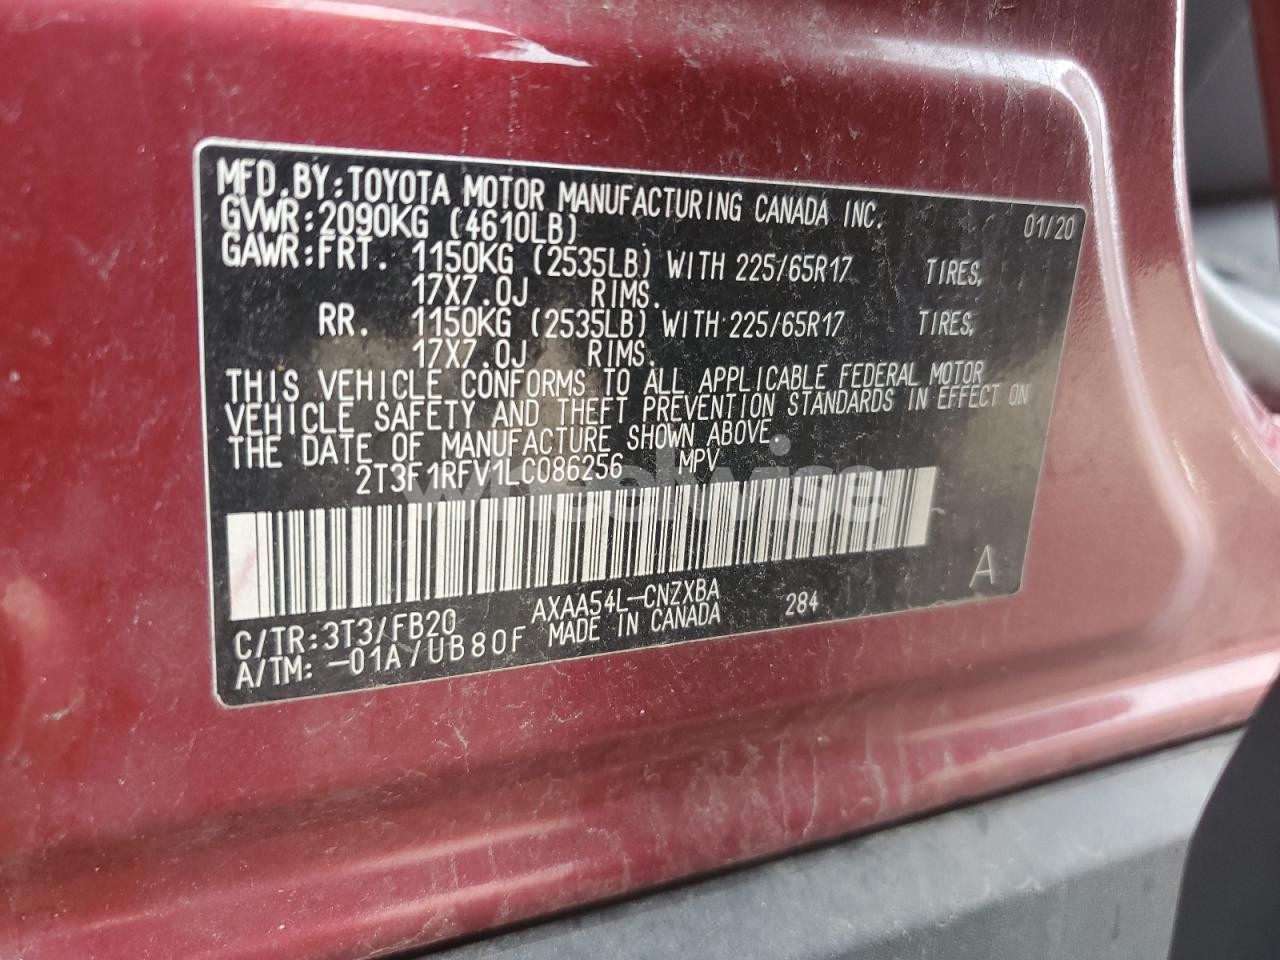 MFD.BY:TOYOTA MOTOR MANUFACTURING CANADA INC.
GVWR:2090KG (4610LB) 01/20
GAWR:FRT. 1150KG (2535LB) WITH 225/65R17 TIRES,
17X7.0J RIMS.
RR. 1150KG (2535LB) WITH 225/65R17 TIRES,
17X7.0J RIMS.
THIS VEHICLE CONFORMS TO ALL APPLICABLE FEDERAL MOTOR
VEHICLE SAFETY AND THEFT PREVENTION STANDARDS IN EFFECT ON
THE DATE OF MANUFACTURE SHOWN ABOVE.
2T3F1RFV1LC086256 MPV
wheelwise
A
C/TR:3T3/FB20 AXAA54L-CNZXBA 284
A/TM: -01A/UB80F MADE IN CANADA